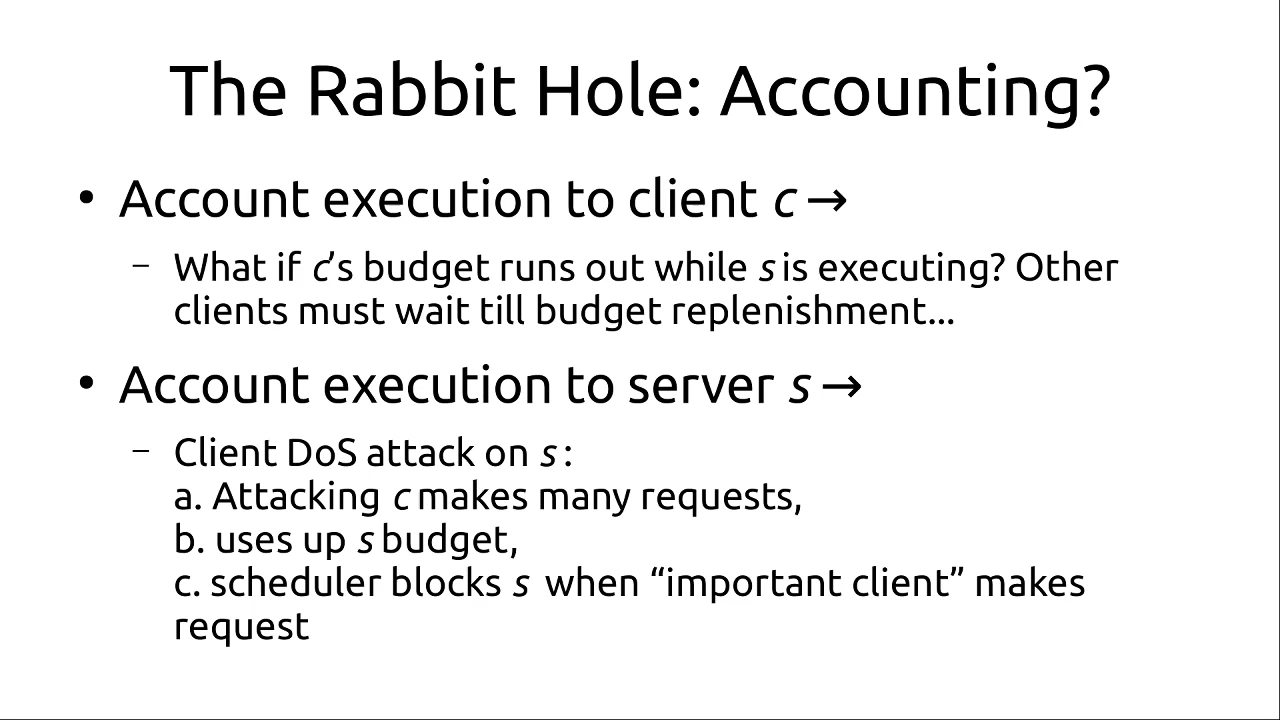 The Rabbit Hole: Accounting?
• Account execution to client c →
– What if c’s budget runs out while s is executing? Other
clients must wait till budget replenishment...
• Account execution to server s →
– Client DoS attack on s :
a. Attacking c makes many requests,
b. uses up s budget,
c. scheduler blocks s when “important client” makes
request